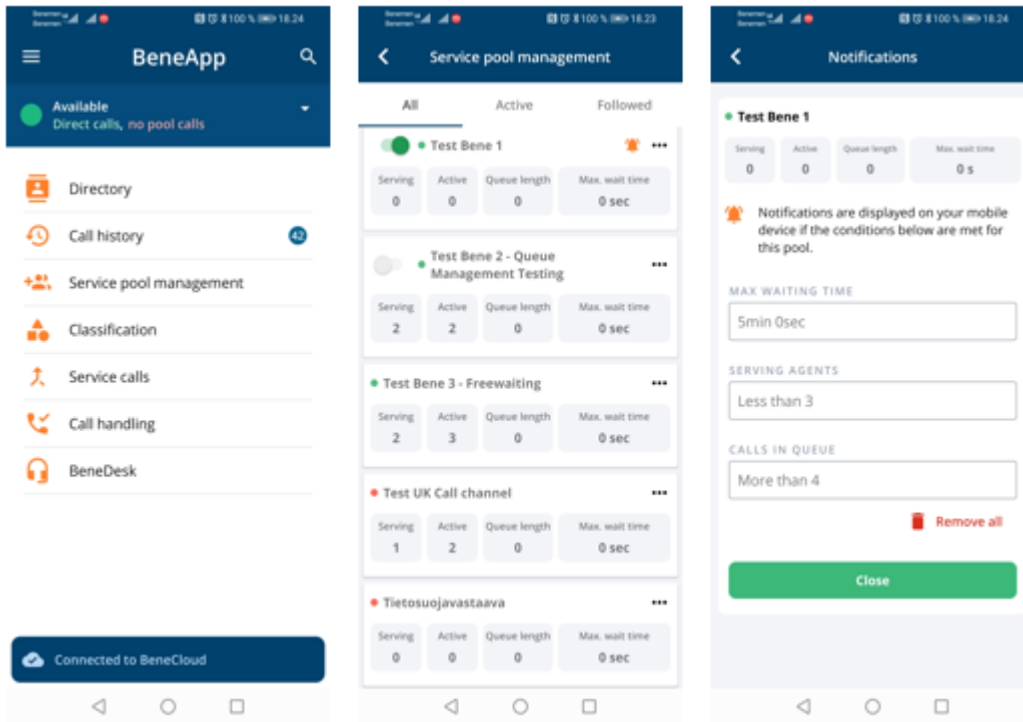 Benemen
Benemen
100 % 18.24
BeneApp
Available
Direct calls, no pool calls
Directory
Call history 42
Service pool management
Classification
Service calls
Call handling
BeneDesk
Connected to BeneCloud
Benemen
Benemen
100 % 18.23
Service pool management
All Active Followed
Test Bene 1
Serving Active Queue length Max. wait time
0 0 0 0 sec
Test Bene 2 - Queue
Management Testing
Serving Active Queue length Max. wait time
2 2 0 0 sec
Test Bene 3 - Freewaiting
Serving Active Queue length Max. wait time
2 3 0 0 sec
Test UK Call channel
Serving Active Queue length Max. wait time
1 2 0 0 sec
Tietosuojavastaava
Serving Active Queue length Max. wait time
0 0 0 0 sec
Benemen
Benemen
100 % 18.24
Notifications
Test Bene 1
Serving Active Queue length Max. wait time
0 0 0 0 s
Notifications are displayed on your mobile
device if the conditions below are met for
this pool.
MAX WAITING TIME
5min 0sec
SERVING AGENTS
Less than 3
CALLS IN QUEUE
More than 4
Remove all
Close